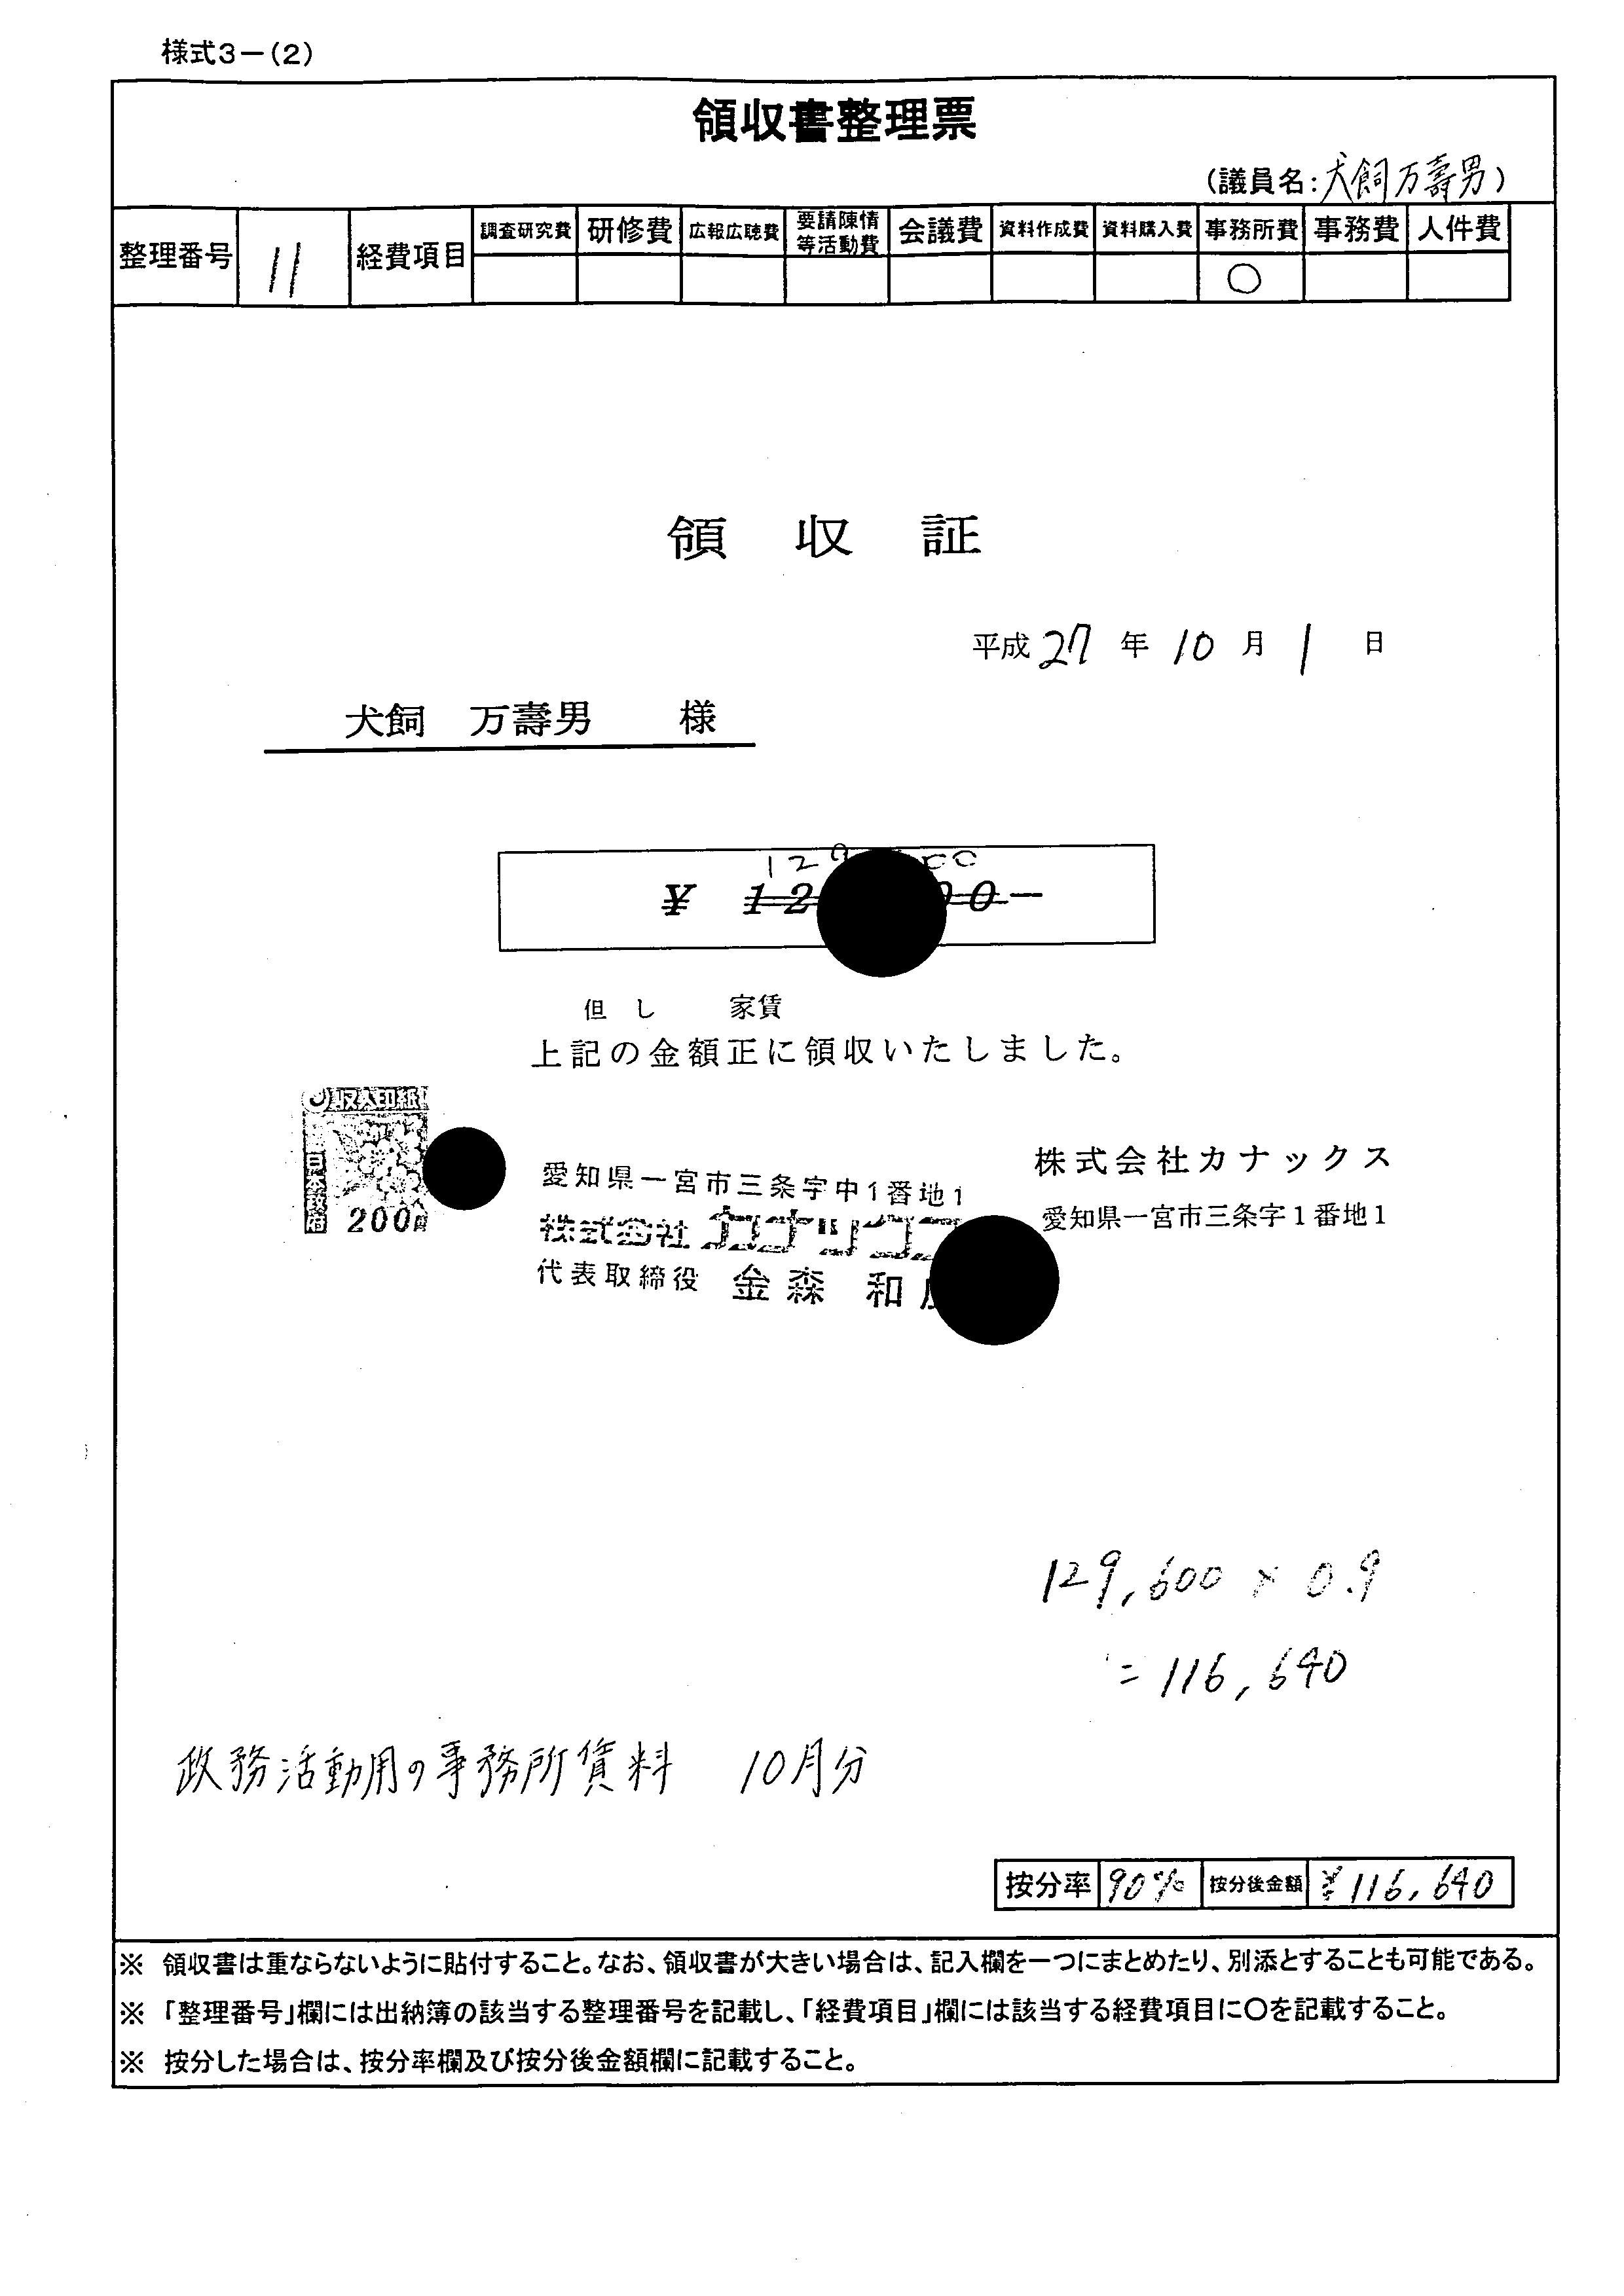 様式3－(2)
領収書整理票
(議員名:犬飼万壽男)
整理番号 11 経費項目 調査研究費 研修費 広報広聴費 要請陳情等活動費 会議費 資料作成費 資料購入費 事務所費 事務費 人件費
○
領 収 証
平成 27 年 10 月 1 日
犬飼 万壽男 様
¥
但 し 家賃
上記の金額正に領収いたしました。
収入印紙
日本政府
200円
株式会社カナックス
愛知県一宮市三条字1番地1
愛知県一宮市三条字中1番地1
株式会社 カナックス
代表取締役 金森 和
129,600 × 0.9
= 116,640
政務活動用の事務所賃料 10月分
按分率 90% 按分後金額 ¥116,640
※ 領収書は重ならないように貼付すること。なお、領収書が大きい場合は、記入欄を一つにまとめたり、別添とすることも可能である。
※ 「整理番号」欄には出納簿の該当する整理番号を記載し、「経費項目」欄には該当する経費項目に○を記載すること。
※ 按分した場合は、按分率欄及び按分後金額欄に記載すること。